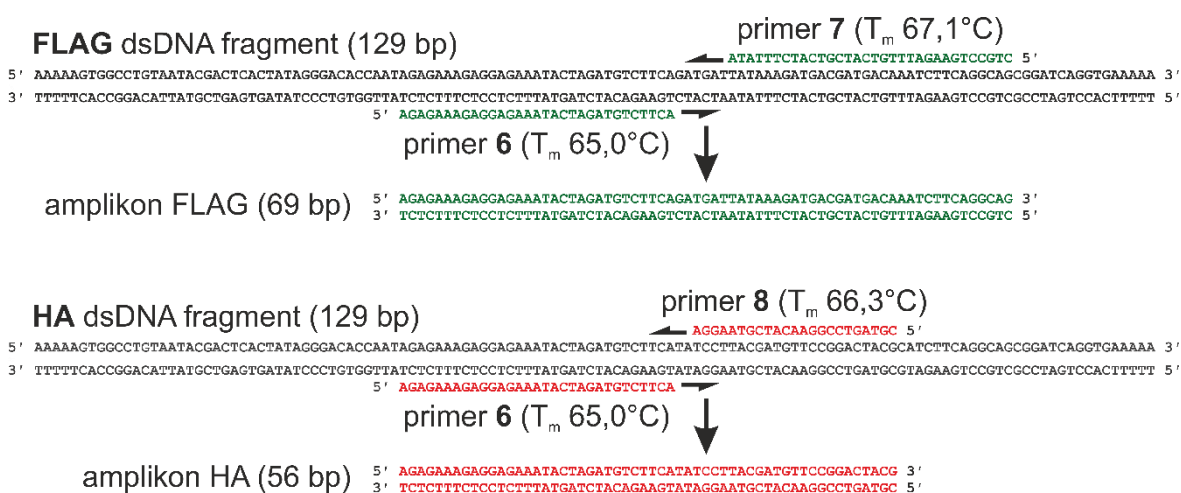 primer 7 (Tm 67,1°C)
FLAG dsDNA fragment (129 bp)
ATATTTCTACTGCTACTGTTTAGAAGTCCGTC 5'
5' AAAAAGTGGCCTGTAATACGACTCACTATAGGGACACCAATAGAGAAAGAGGAGAAATACTAGATGTCTTCAGATGATTATAAAGATGACGATGACAAATCTTCAGGCAGCGGATCAGGTGAAAAA 3'
3' TTTTTCACCGGACATTATGCTGAGTGATATCCCTGTGGTTATCTCTTTCTCCTCTTTATGATCTACAGAAGTCTACTAATATTTCTACTGCTACTGTTTAGAAGTCCGTCGCCTAGTCCACTTTTT 5'
5' AGAGAAAGAGGAGAAATACTAGATGTCTTCA
primer 6 (Tm 65,0°C)
amplikon FLAG (69 bp)
5' AGAGAAAGAGGAGAAATACTAGATGTCTTCAGATGATTATAAAGATGACGATGACAAATCTTCAGGCAG 3'
3' TCTCTTTCTCCTCTTTATGATCTACAGAAGTCTACTAATATTTCTACTGCTACTGTTTAGAAGTCCGTC 5'
primer 8 (Tm 66,3°C)
HA dsDNA fragment (129 bp)
AGGAATGCTACAAGGCCTGATGC 5'
5' AAAAAGTGGCCTGTAATACGACTCACTATAGGGACACCAATAGAGAAAGAGGAGAAATACTAGATGTCTTCATATCCTTACGATGTTCCGGACTACGCATCTTCAGGCAGCGGATCAGGTGAAAAA 3'
3' TTTTTCACCGGACATTATGCTGAGTGATATCCCTGTGGTTATCTCTTTCTCCTCTTTATGATCTACAGAAGTATAGGAATGCTACAAGGCCTGATGCGTAGAAGTCCGTCGCCTAGTCCACTTTTT 5'
5' AGAGAAAGAGGAGAAATACTAGATGTCTTCA
primer 6 (Tm 65,0°C)
amplikon HA (56 bp)
5' AGAGAAAGAGGAGAAATACTAGATGTCTTCATATCCTTACGATGTTCCGGACTACG 3'
3' TCTCTTTCTCCTCTTTATGATCTACAGAAGTATAGGAATGCTACAAGGCCTGATGC 5'